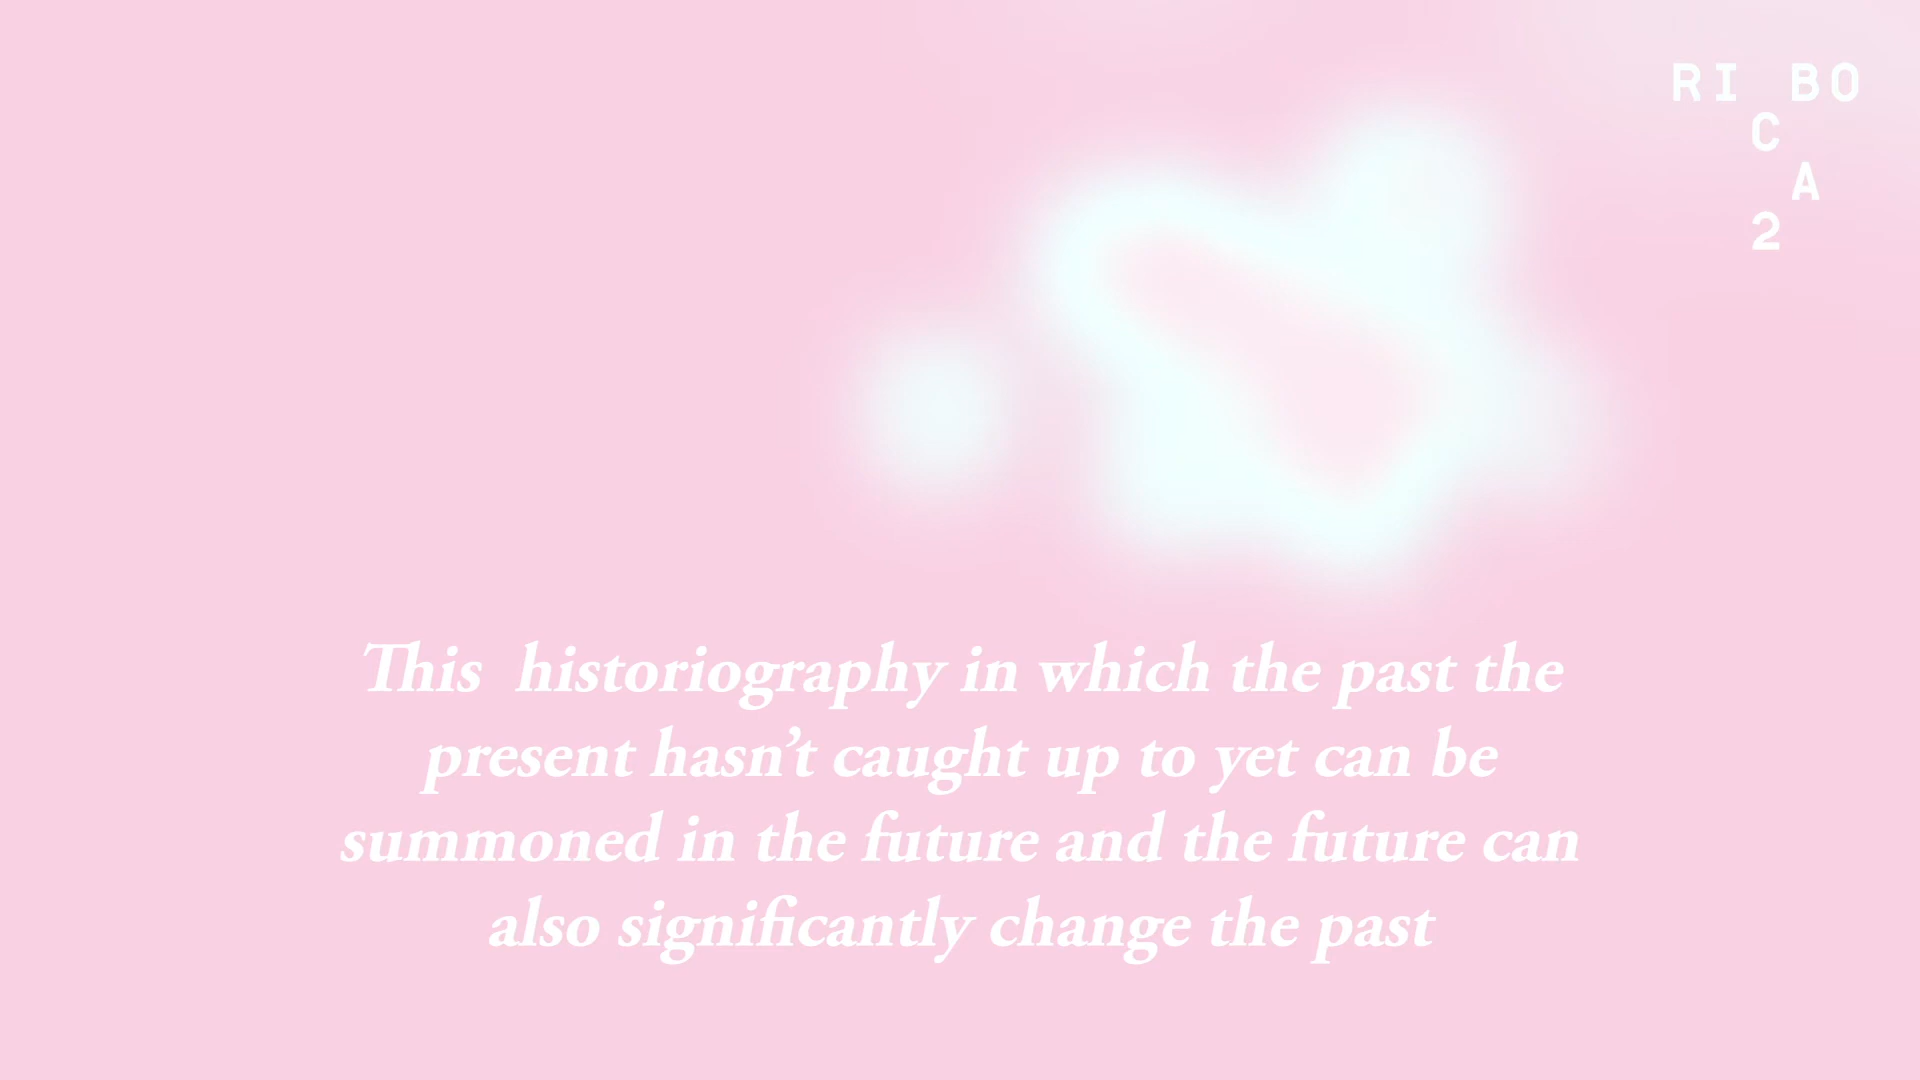 RI BO
C
A
2
This  historiography in which the past the
present hasn’t caught up to yet can be
summoned in the future and the future can
also significantly change the past